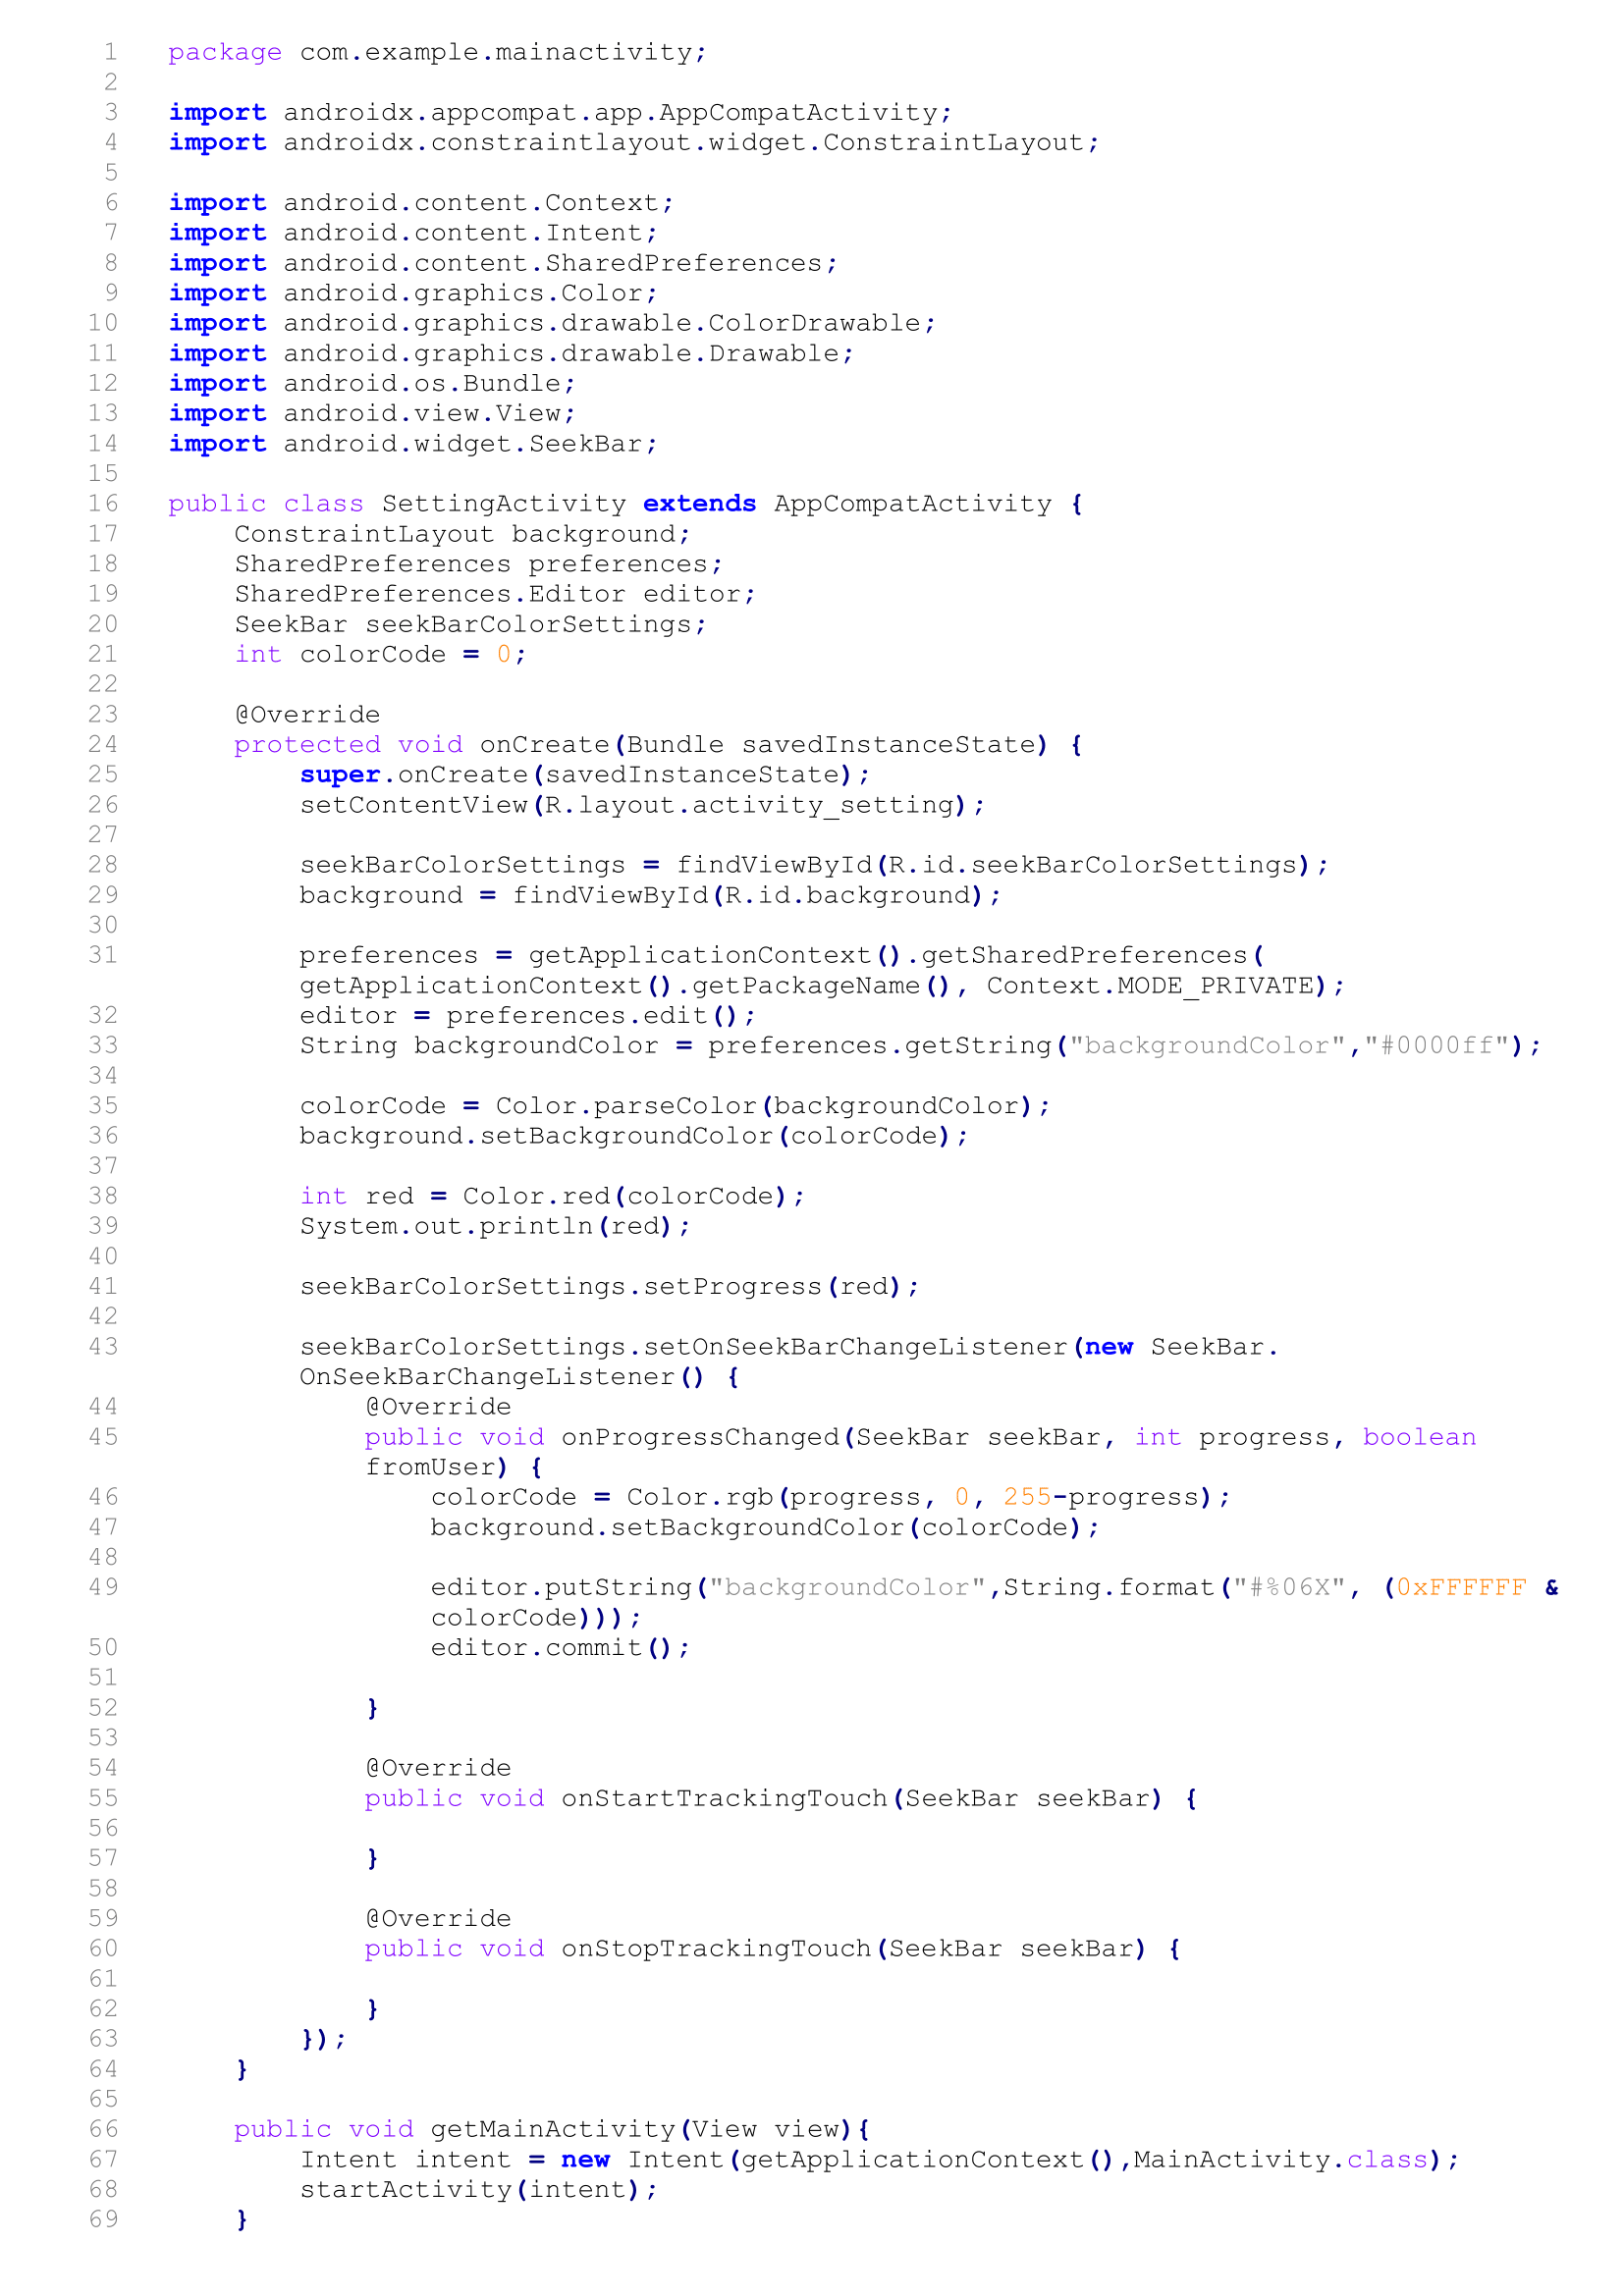 1 package com.example.mainactivity;
2
3 import androidx.appcompat.app.AppCompatActivity;
4 import androidx.constraintlayout.widget.ConstraintLayout;
5
6 import android.content.Context;
7 import android.content.Intent;
8 import android.content.SharedPreferences;
9 import android.graphics.Color;
10 import android.graphics.drawable.ColorDrawable;
11 import android.graphics.drawable.Drawable;
12 import android.os.Bundle;
13 import android.view.View;
14 import android.widget.SeekBar;
15
16 public class SettingActivity extends AppCompatActivity {
17 ConstraintLayout background;
18 SharedPreferences preferences;
19 SharedPreferences.Editor editor;
20 SeekBar seekBarColorSettings;
21 int colorCode = 0;
22
23 @Override
24 protected void onCreate(Bundle savedInstanceState) {
25 super.onCreate(savedInstanceState);
26 setContentView(R.layout.activity_setting);
27
28 seekBarColorSettings = findViewById(R.id.seekBarColorSettings);
29 background = findViewById(R.id.background);
30
31 preferences = getApplicationContext().getSharedPreferences(
getApplicationContext().getPackageName(), Context.MODE_PRIVATE);
32 editor = preferences.edit();
33 String backgroundColor = preferences.getString("backgroundColor","#0000ff");
34
35 colorCode = Color.parseColor(backgroundColor);
36 background.setBackgroundColor(colorCode);
37
38 int red = Color.red(colorCode);
39 System.out.println(red);
40
41 seekBarColorSettings.setProgress(red);
42
43 seekBarColorSettings.setOnSeekBarChangeListener(new SeekBar.
OnSeekBarChangeListener() {
44 @Override
45 public void onProgressChanged(SeekBar seekBar, int progress, boolean
fromUser) {
46 colorCode = Color.rgb(progress, 0, 255-progress);
47 background.setBackgroundColor(colorCode);
48
49 editor.putString("backgroundColor",String.format("#%06X", (0xFFFFFF &
colorCode)));
50 editor.commit();
51
52 }
53
54 @Override
55 public void onStartTrackingTouch(SeekBar seekBar) {
56
57 }
58
59 @Override
60 public void onStopTrackingTouch(SeekBar seekBar) {
61
62 }
63 });
64 }
65
66 public void getMainActivity(View view){
67 Intent intent = new Intent(getApplicationContext(),MainActivity.class);
68 startActivity(intent);
69 }